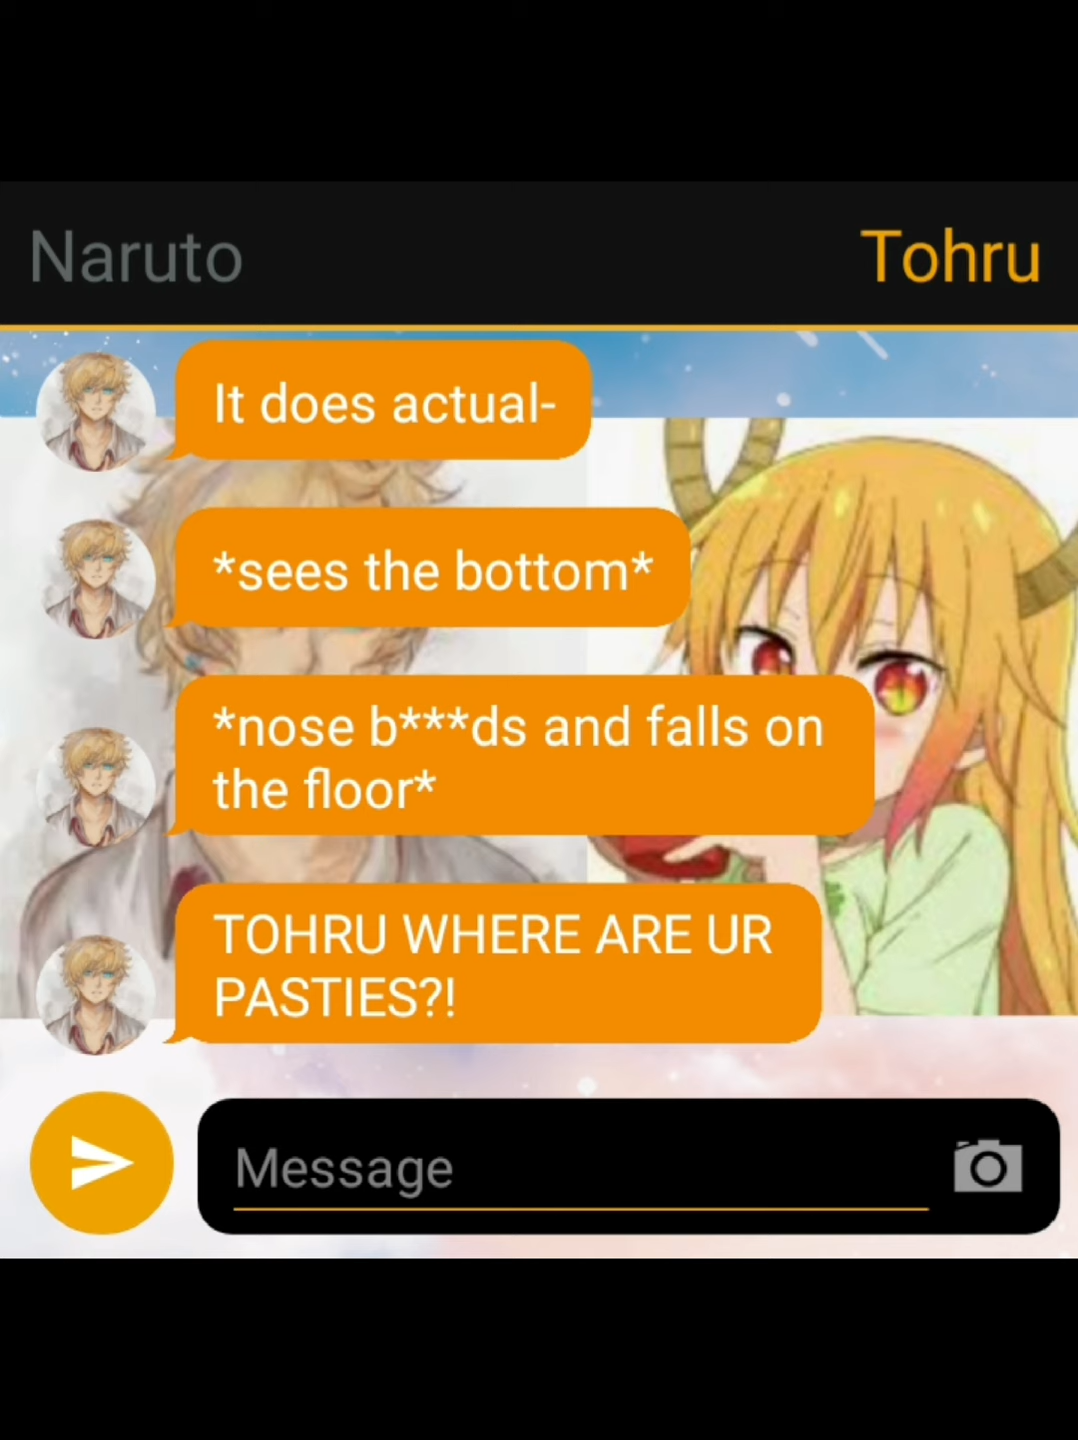 Naruto Tohru
It does actual-
*sees the bottom*
*nose b***ds and falls on
the floor*
TOHRU WHERE ARE UR
PASTIES?!
Message